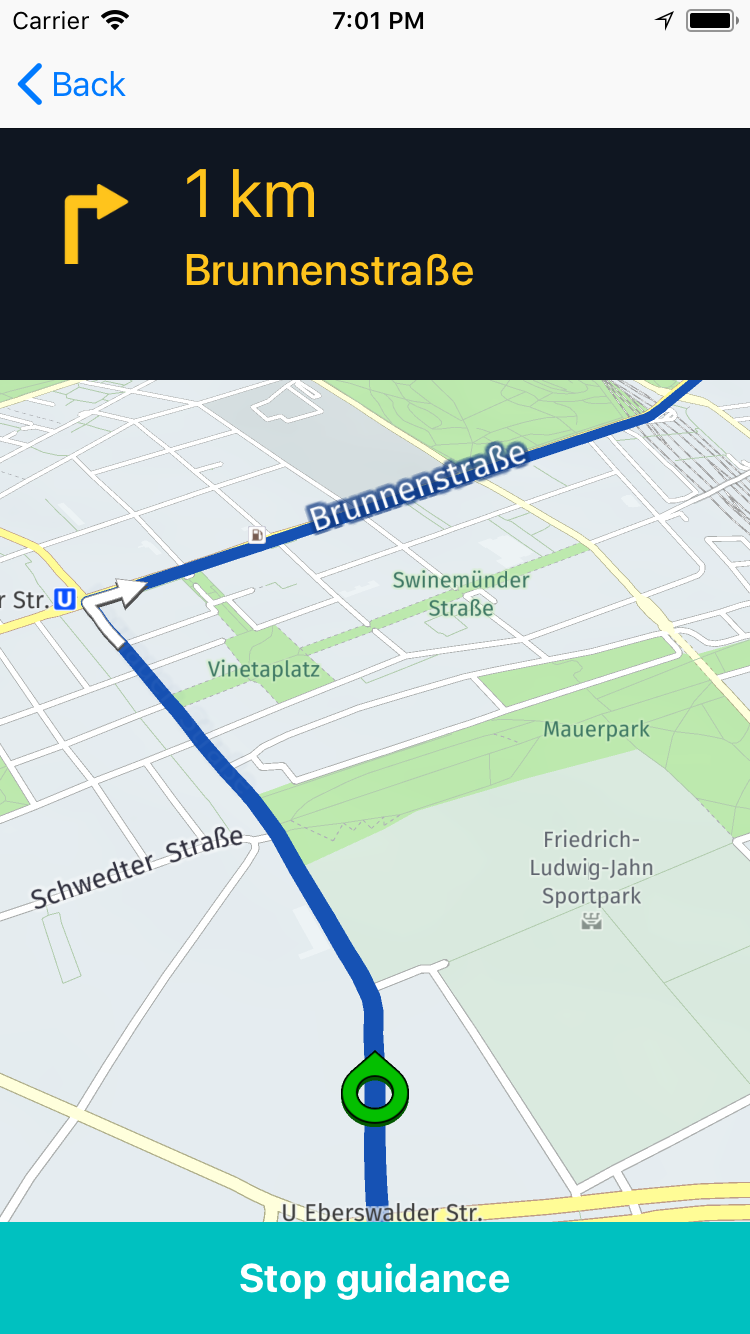 Carrier 7:01 PM
Back
1 km
Brunnenstraße
Brunnenstraße
r Str. U
Swinemünder
Straße
Vinetaplatz
Mauerpark
Schwedter Straße
Friedrich-
Ludwig-Jahn
Sportpark
U Eberswalder Str.
Stop guidance